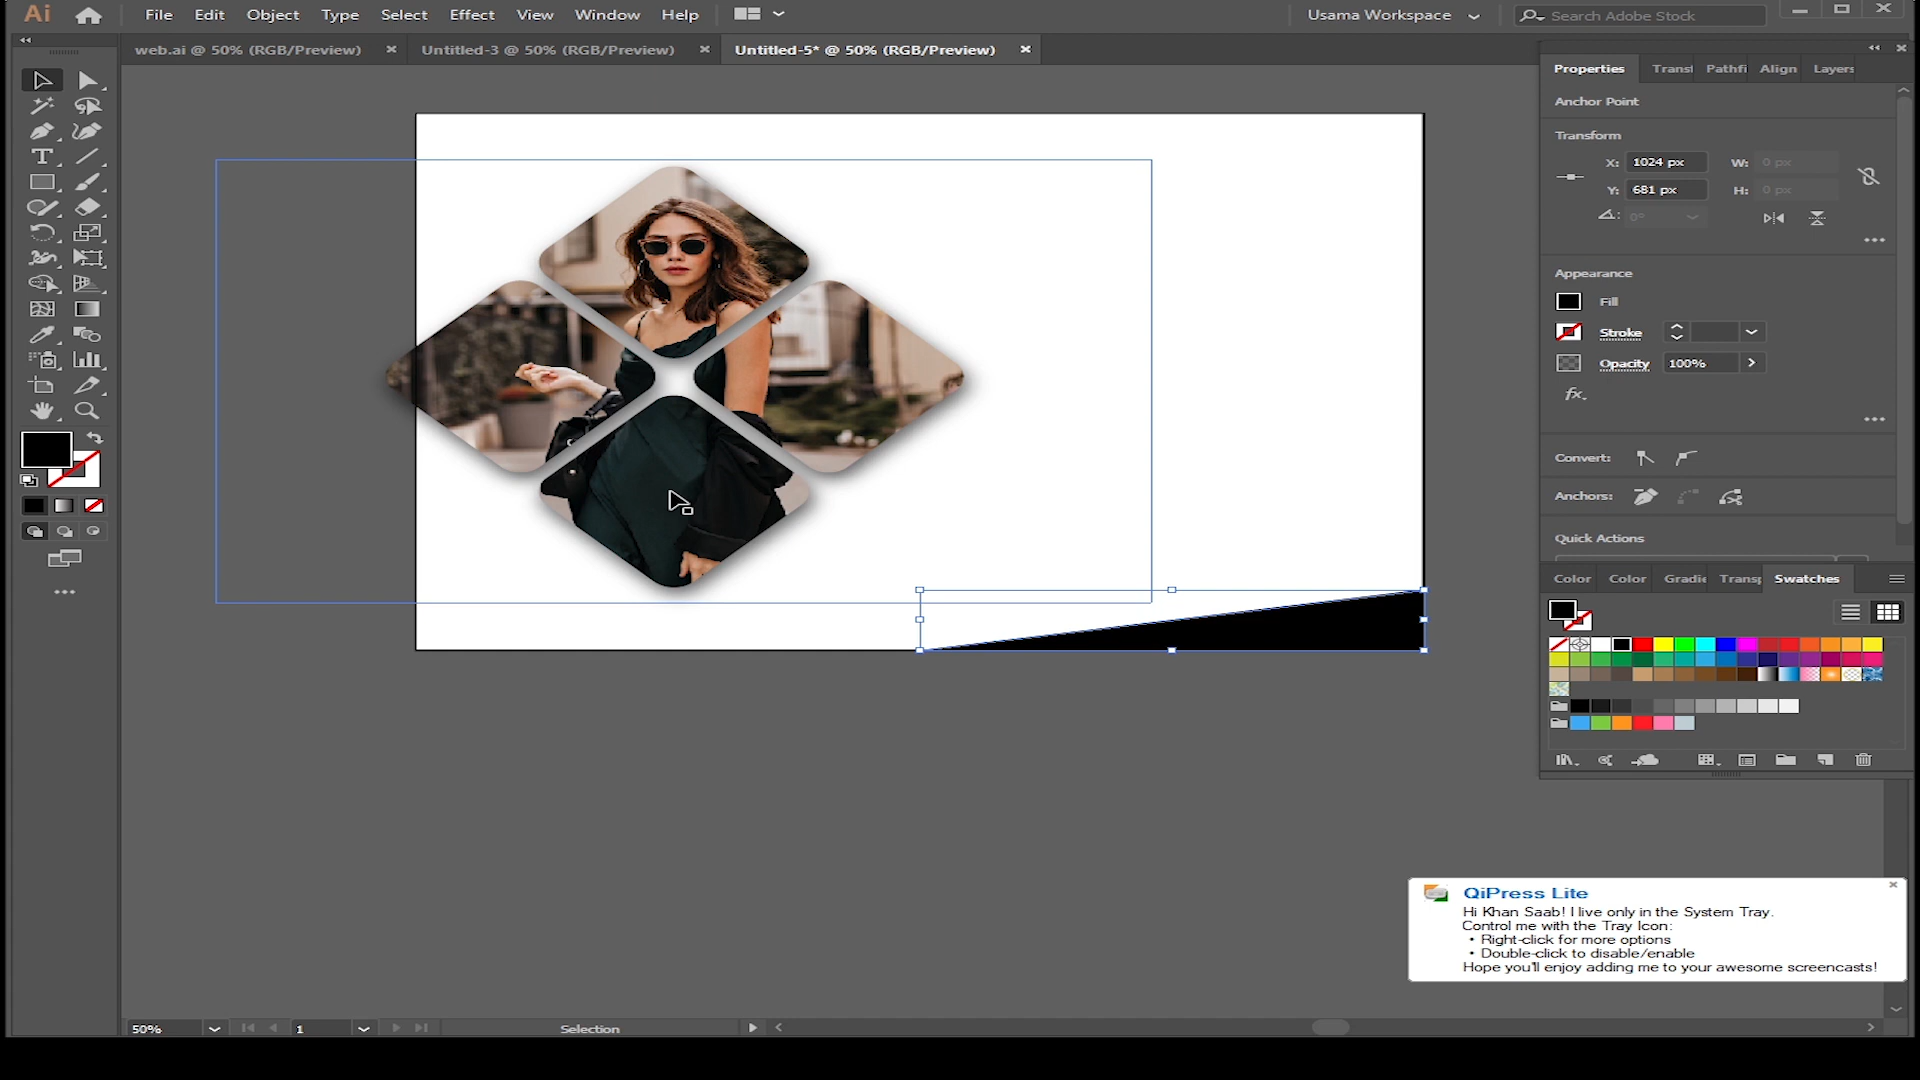 Ai File Edit Object Type Select Effect View Window Help Usama Workspace Search Adobe Stock
web.ai @ 50% (RGB/Preview) Untitled-3 @ 50% (RGB/Preview) Untitled-5* @ 50% (RGB/Preview)
Properties Transf Pathfi Align Layers
Anchor Point
Transform
X: 1024 px W: 0 px
Y: 681 px H: 0 px
0°
Appearance
Fill
Stroke
Opacity 100%
fx.
Convert:
Anchors:
Quick Actions
Color Color Gradie Transp Swatches
QiPress Lite
Hi Khan Saab! I live only in the System Tray.
Control me with the Tray Icon:
• Right-click for more options
• Double-click to disable/enable
Hope you'll enjoy adding me to your awesome screencasts!
50% 1 Selection